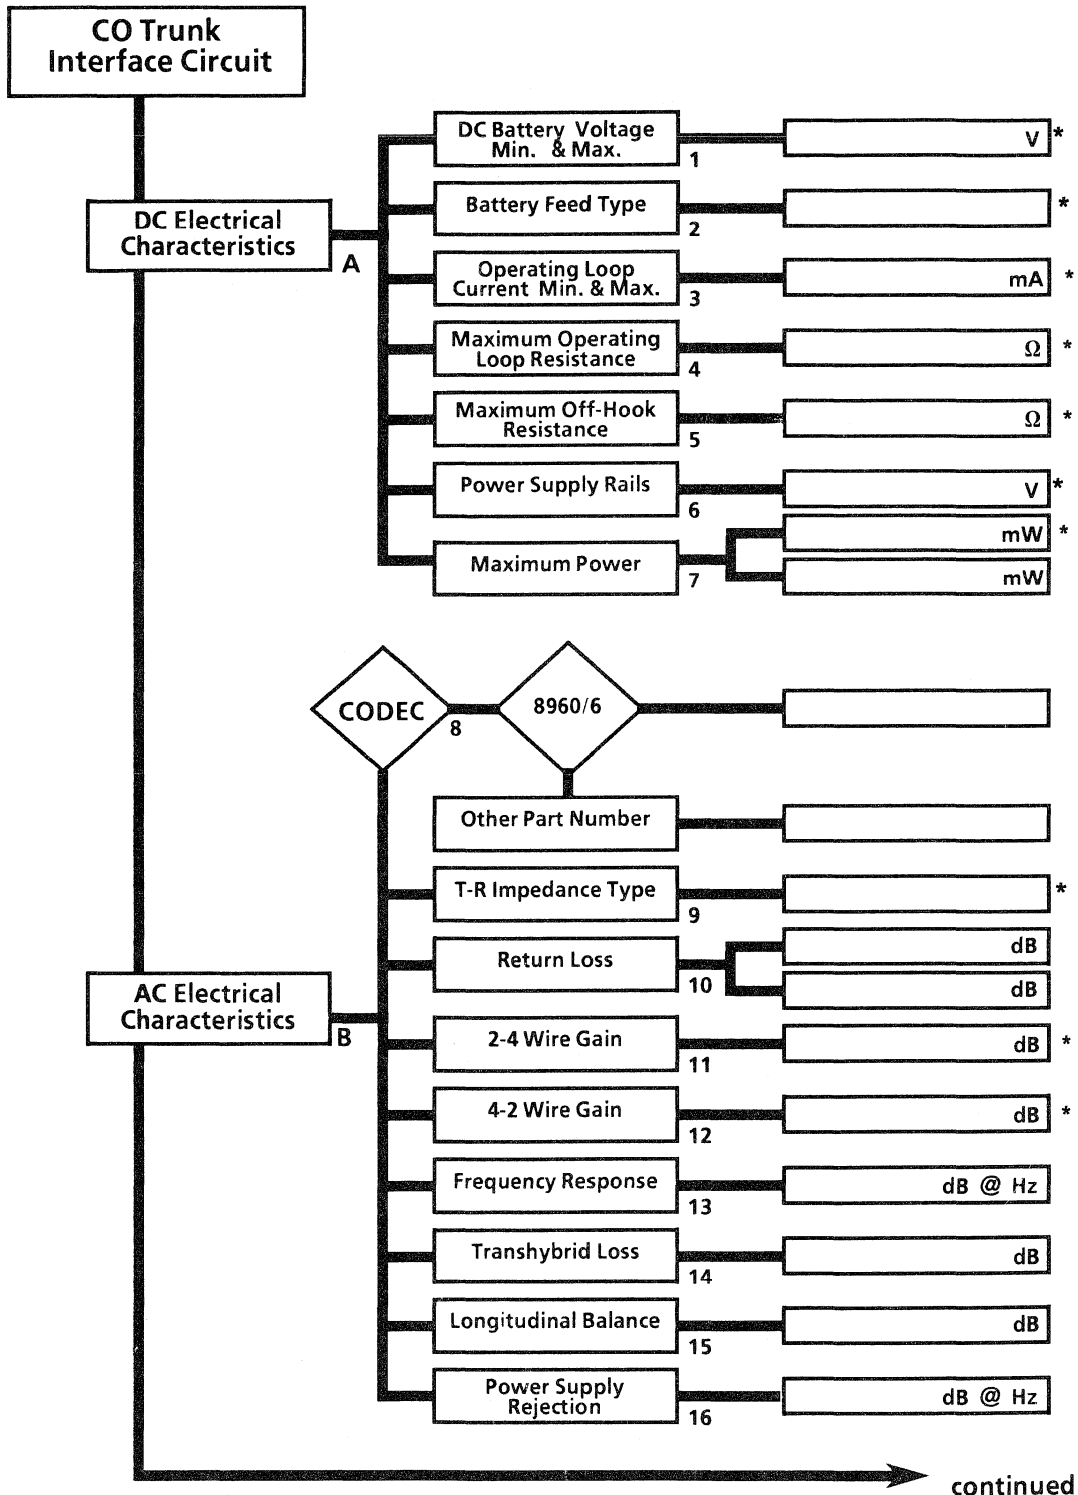 CO Trunk
Interface Circuit
DC Battery Voltage
Min. & Max.
1
V *
DC Electrical
Characteristics
A
Battery Feed Type
2
*
Operating Loop
Current Min. & Max.
3
mA *
Maximum Operating
Loop Resistance
4
Ω *
Maximum Off-Hook
Resistance
5
Ω *
Power Supply Rails
6
V *
Maximum Power
7
mW *
mW
CODEC
8
8960/6
Other Part Number
T-R Impedance Type
9
*
Return Loss
10
dB
dB
AC Electrical
Characteristics
B
2-4 Wire Gain
11
dB *
4-2 Wire Gain
12
dB *
Frequency Response
13
dB @ Hz
Transhybrid Loss
14
dB
Longitudinal Balance
15
dB
Power Supply
Rejection
16
dB @ Hz
continued